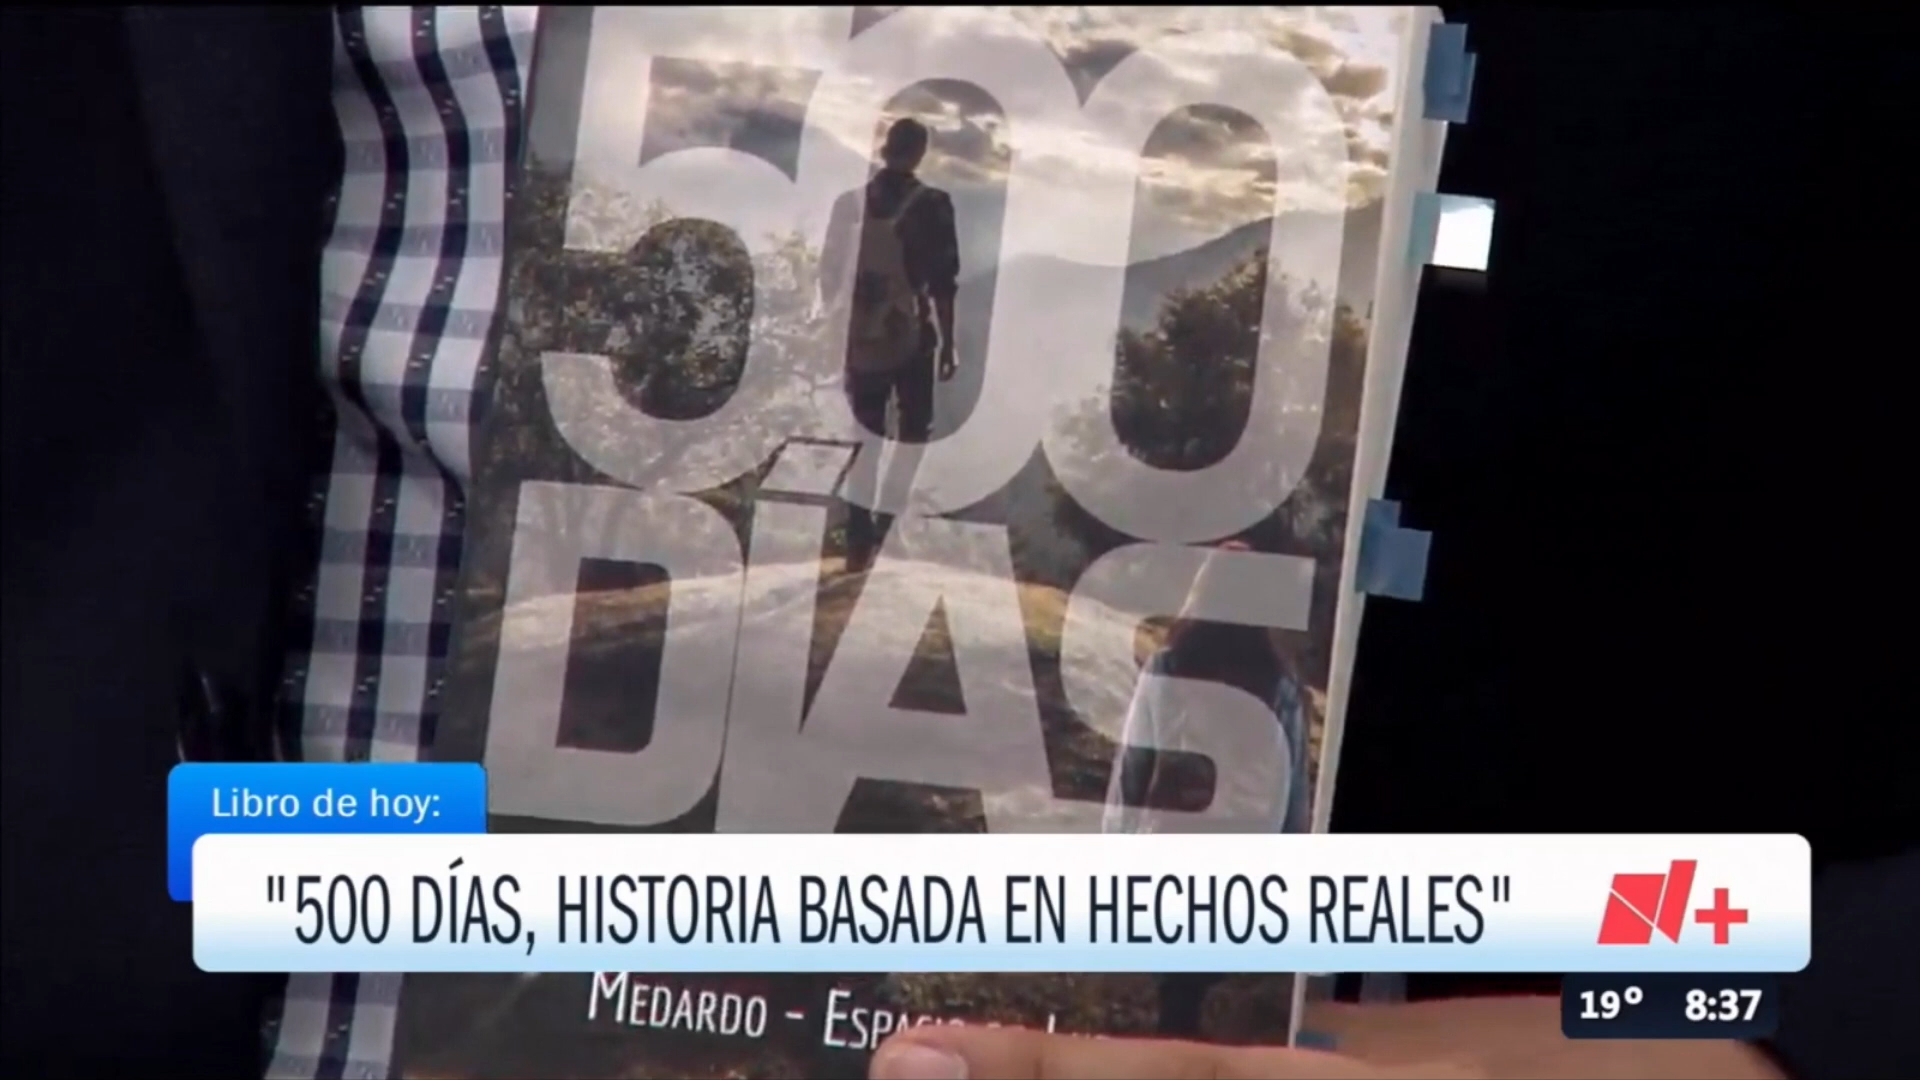 500
DÍAS
Libro de hoy:
"500 DÍAS, HISTORIA BASADA EN HECHOS REALES"
N+
MEDARDO -
19° 8:37